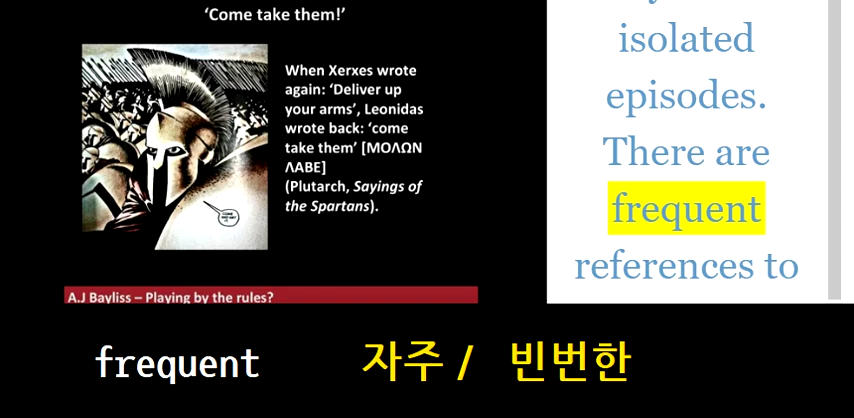 ‘Come take them!’
When Xerxes wrote
again: ‘Deliver up
your arms’, Leonidas
wrote back: ‘come
take them’ [ΜΟΛΩΝ
ΛΑΒΕ]
(Plutarch, Sayings of
the Spartans).
A.J Bayliss – Playing by the rules?
isolated
episodes.
There are
frequent
references to
frequent 자주 / 빈번한